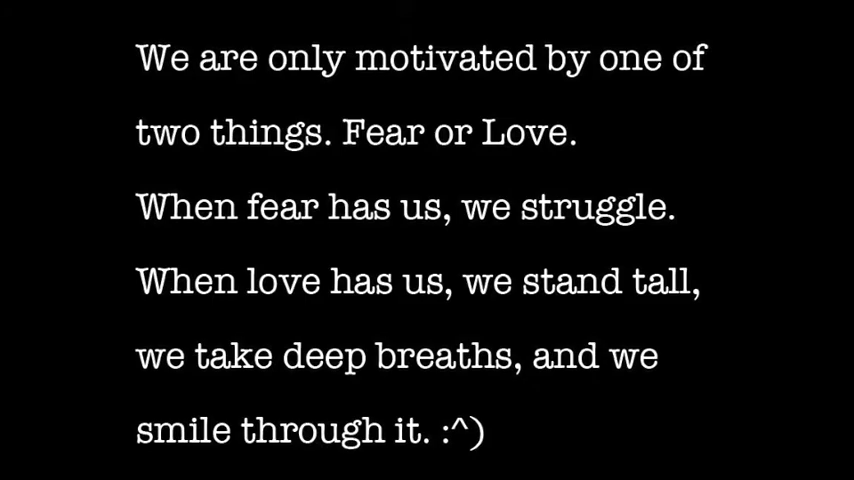 We are only motivated by one of
two things. Fear or Love.
When fear has us, we struggle.
When love has us, we stand tall,
we take deep breaths, and we
smile through it. :^)